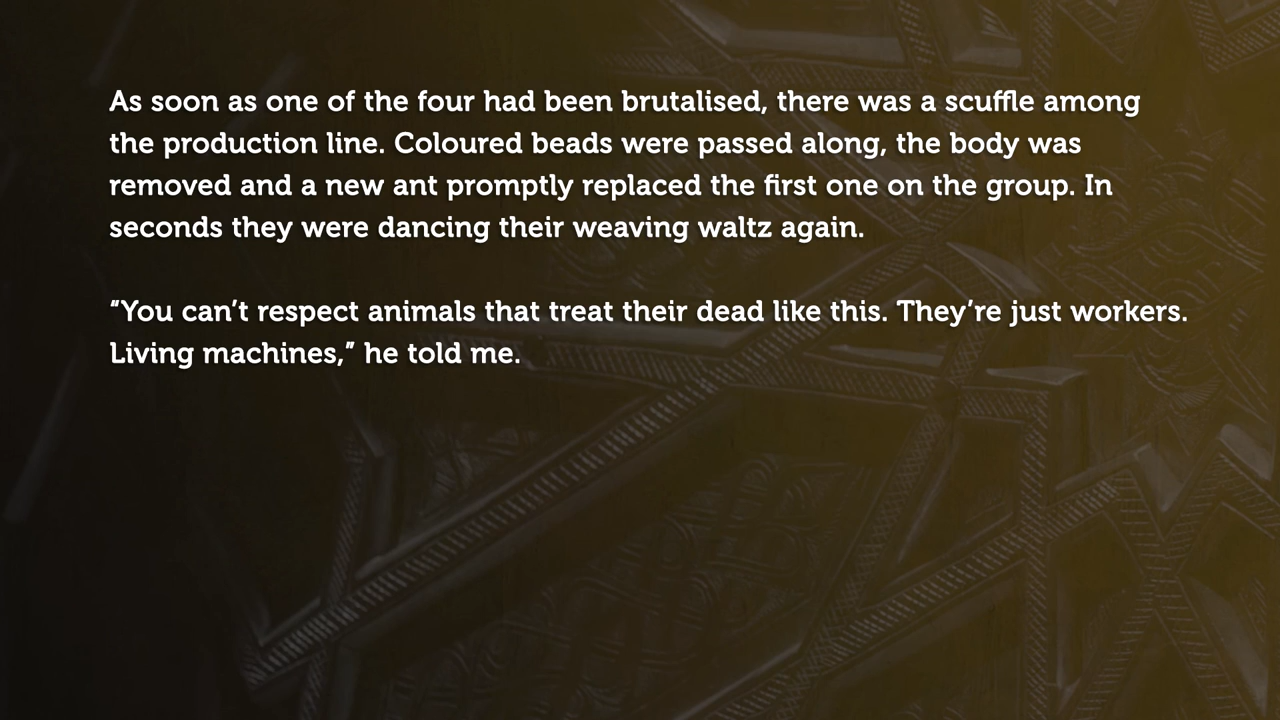 As soon as one of the four had been brutalised, there was a scuffle among
the production line. Coloured beads were passed along, the body was
removed and a new ant promptly replaced the first one on the group. In
seconds they were dancing their weaving waltz again.
“You can’t respect animals that treat their dead like this. They’re just workers.
Living machines,” he told me.